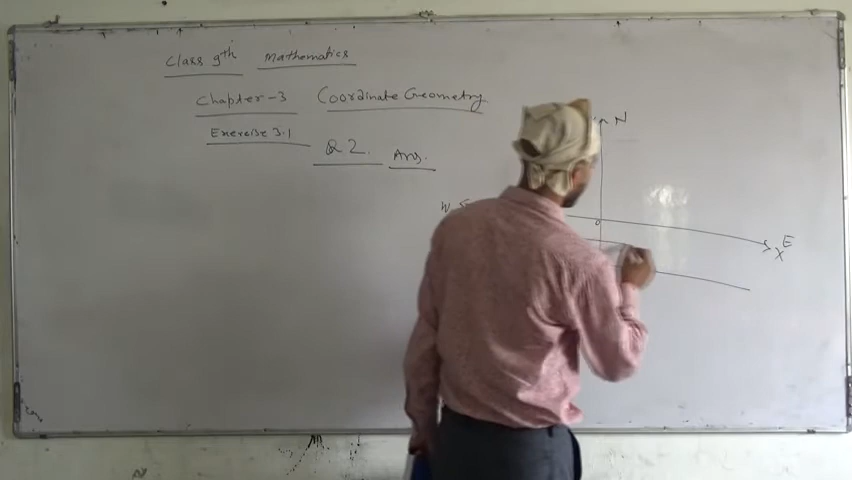 Class 9th Mathematics
Chapter-3 Coordinate Geometry
Exercise 3.1
Q 2. Ans.
N
W
O
E
X